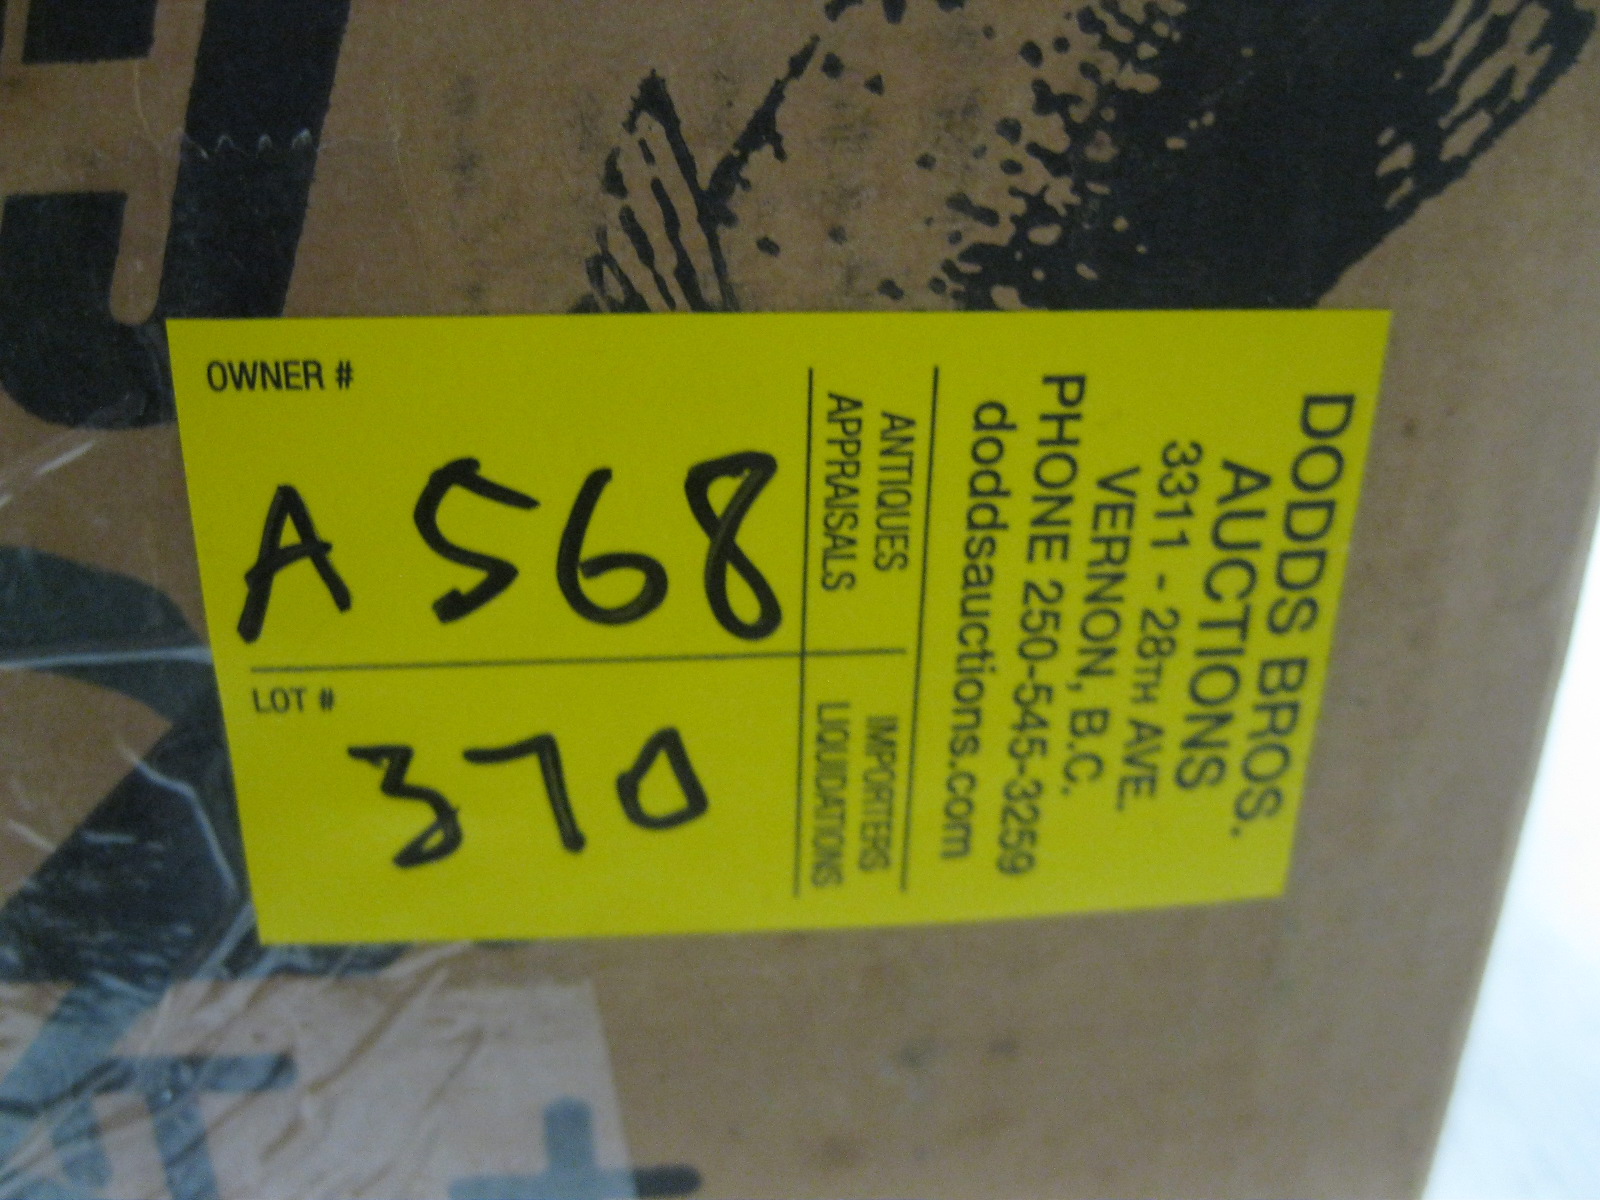 DODDS BROS.
AUCTIONS
3311 - 28TH AVE.
VERNON, B.C.
PHONE 250-545-3259
doddsauctions.com
ANTIQUES
APPRAISALS
IMPORTERS
LIQUIDATIONS
OWNER #
A 568
LOT #
370